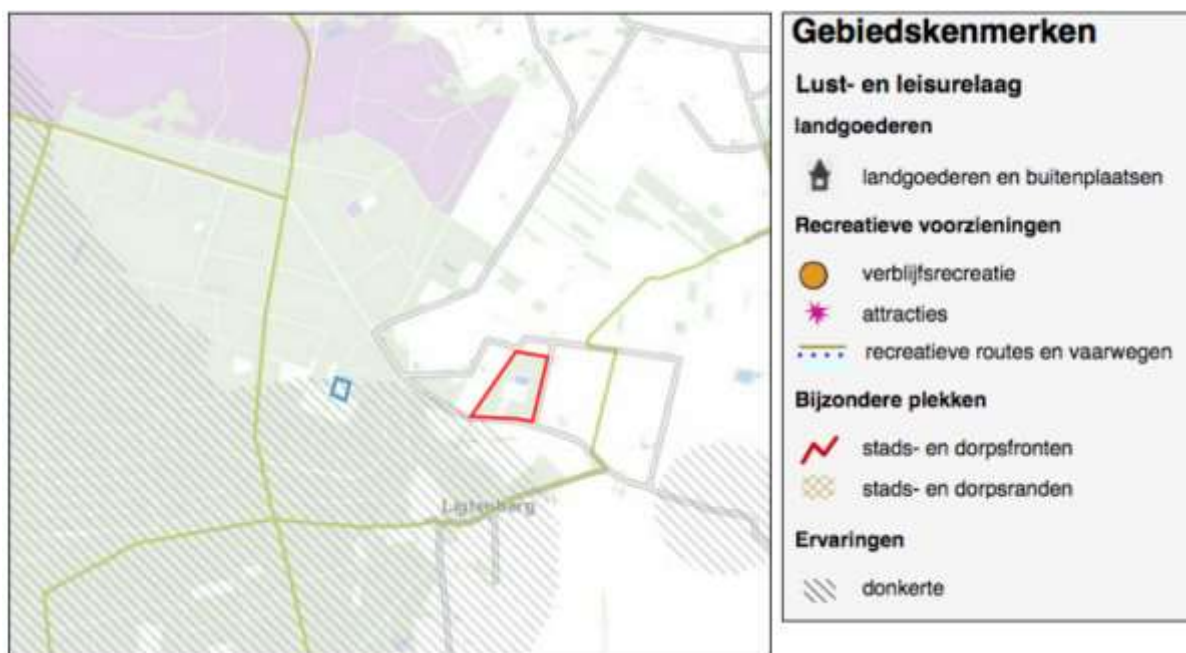 Gebiedskenmerken
Lust- en leisurelaag
landgoederen
landgoederen en buitenplaatsen
Recreatieve voorzieningen
verblijfsrecreatie
attracties
recreatieve routes en vaarwegen
Bijzondere plekken
stads- en dorpsfronten
stads- en dorpsranden
Ervaringen
donkerte
Ligtenberg